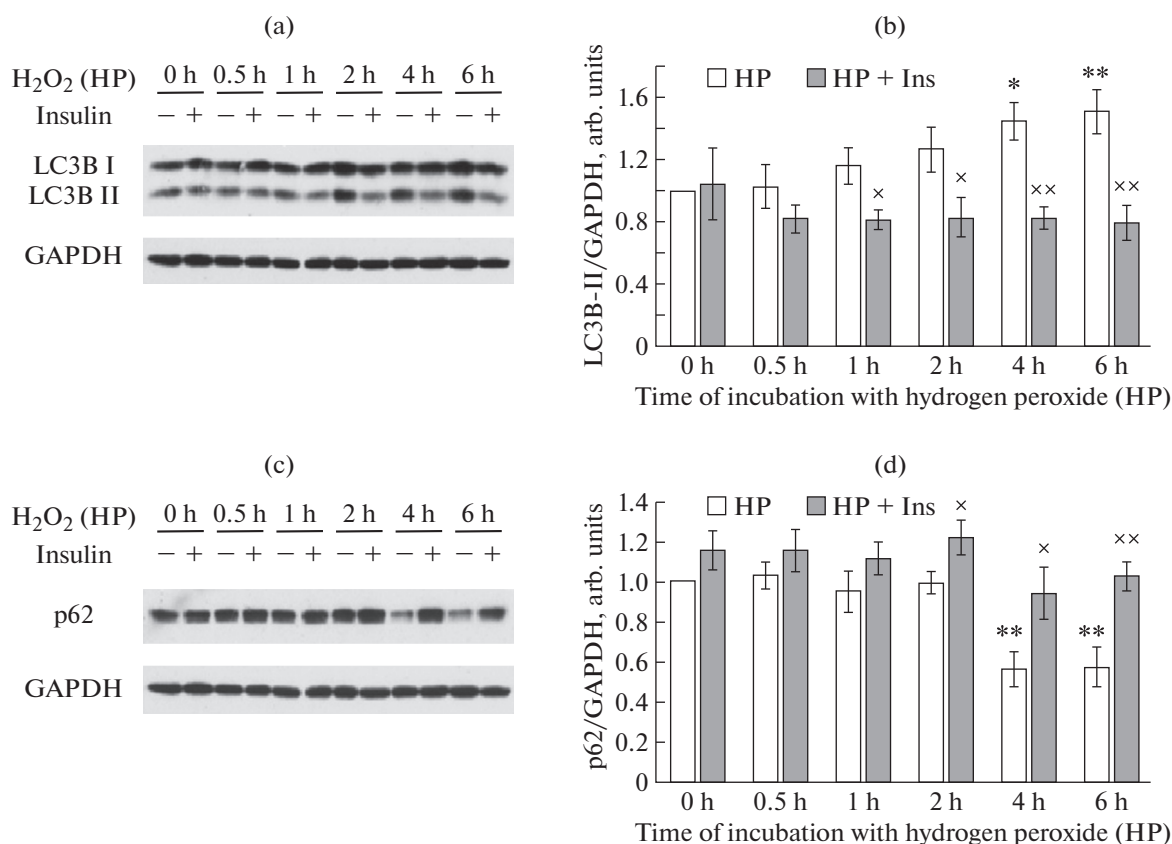 (a)
H₂O₂ (HP) 0 h 0.5 h 1 h 2 h 4 h 6 h
Insulin − + − + − + − + − + − +
LC3B I
LC3B II
GAPDH
(b)
HP HP + Ins
LC3B-II/GAPDH, arb. units
1.6
1.2
0.8
0.4
0
* **
× × ×× ××
0 h 0.5 h 1 h 2 h 4 h 6 h
Time of incubation with hydrogen peroxide (HP)
(c)
H₂O₂ (HP) 0 h 0.5 h 1 h 2 h 4 h 6 h
Insulin − + − + − + − + − + − +
p62
GAPDH
(d)
HP HP + Ins
p62/GAPDH, arb. units
1.4
1.2
1.0
0.8
0.6
0.4
0.2
0
× × ××
** **
0 h 0.5 h 1 h 2 h 4 h 6 h
Time of incubation with hydrogen peroxide (HP)